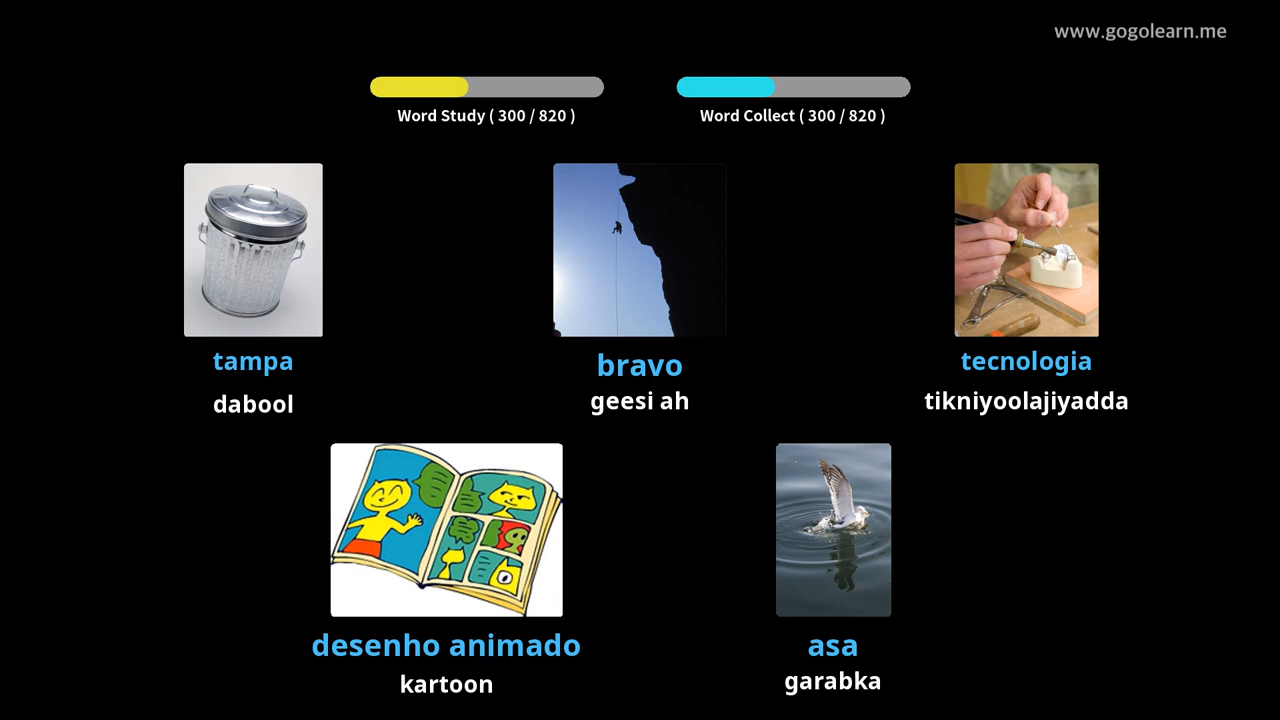 www.gogolearn.me
Word Study ( 300 / 820 )
Word Collect ( 300 / 820 )
tampa
dabool
bravo
geesi ah
tecnologia
tikniyoolajiyadda
desenho animado
kartoon
asa
garabka